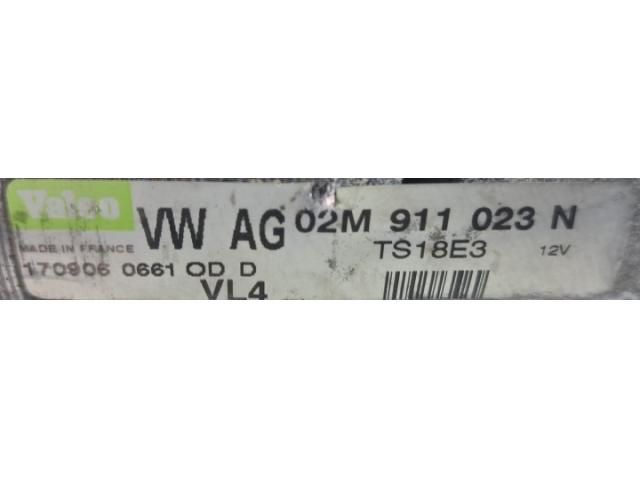 Valeo VW AG 02M 911 023 N
MADE IN FRANCE TS18E3 12V
170906 0661 OD D
VL4